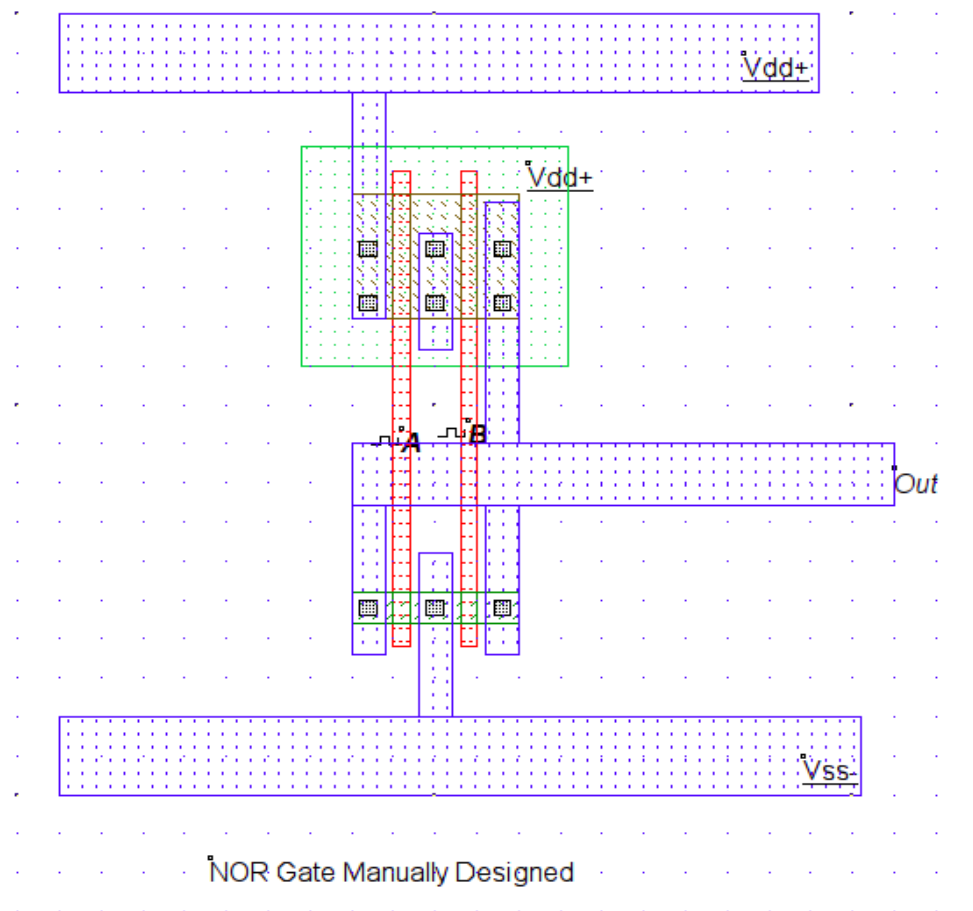 Vdd+
Vdd+
A
B
Out
Vss-
NOR Gate Manually Designed